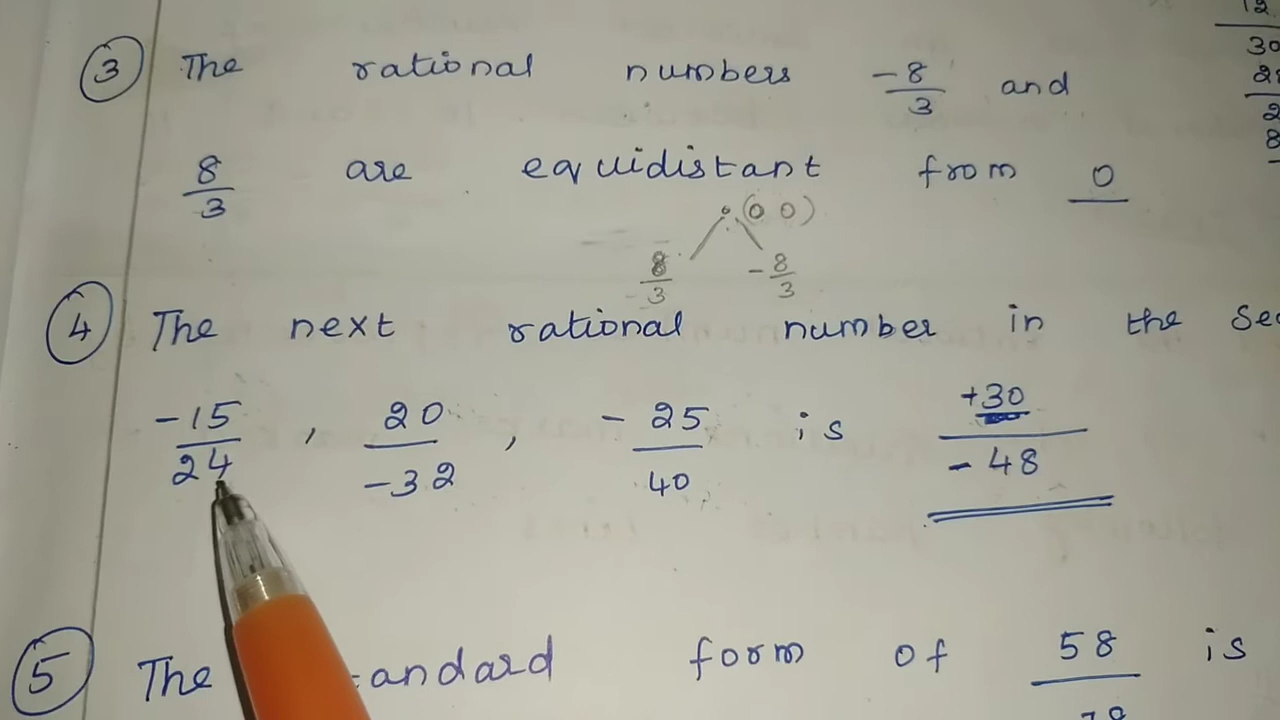 3 The rational numbers -8/3 and
8/3 are equidistant from 0
(0 0)
8/3 -8/3
4 The next rational number in the
-15/24 , 20/-32 , -25/40 is +30/-48
5 The form of 58 is
12
30